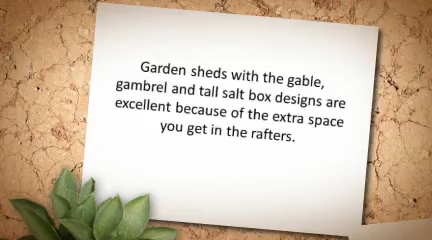 Garden sheds with the gable,
gambrel and tall salt box designs are
excellent because of the extra space
you get in the rafters.